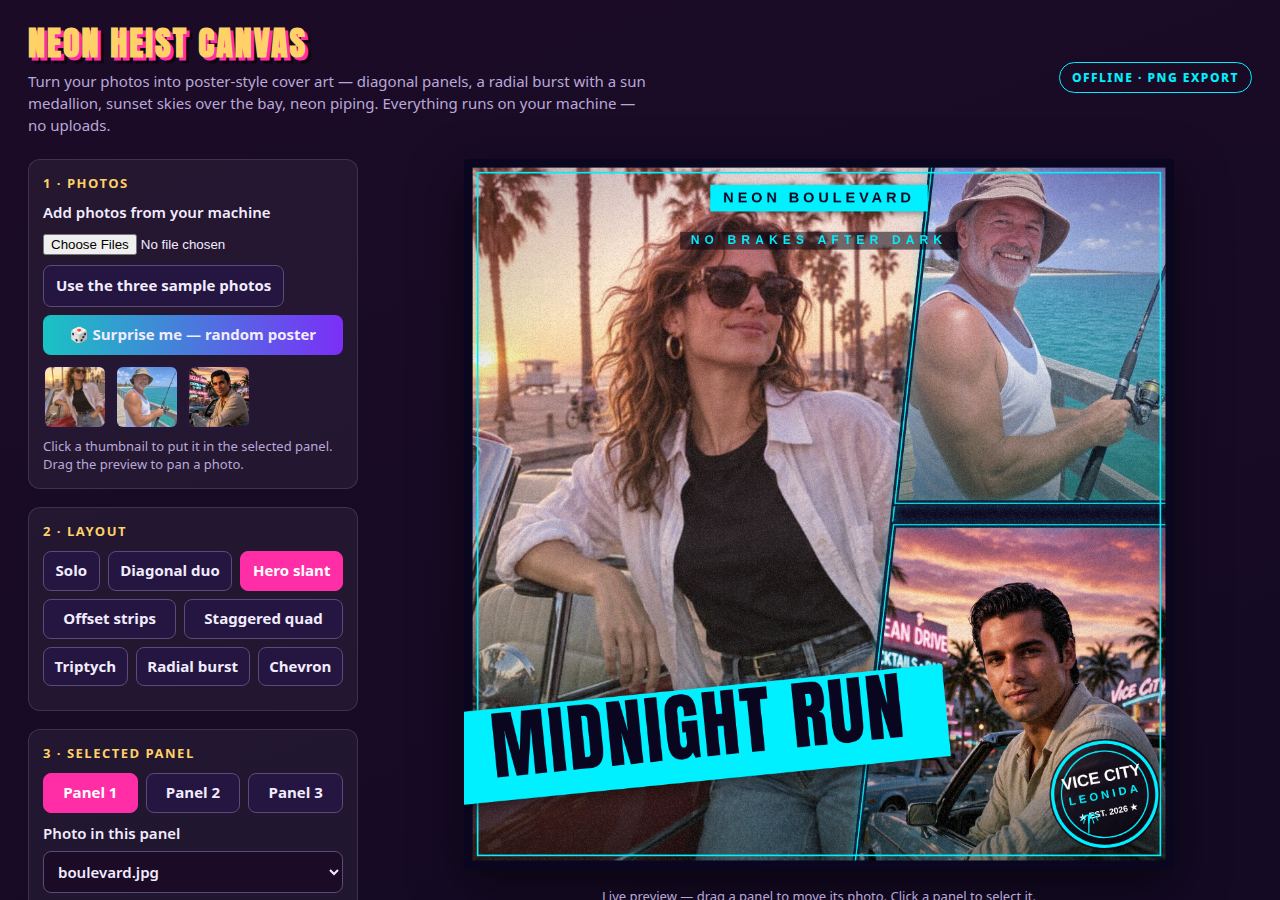 NEON HEIST CANVAS
Turn your photos into poster-style cover art — diagonal panels, a radial burst with a sun
medallion, sunset skies over the bay, neon piping. Everything runs on your machine —
no uploads.
OFFLINE · PNG EXPORT
1 · PHOTOS
Add photos from your machine
Choose Files No file chosen
Use the three sample photos
🎲 Surprise me — random poster
Click a thumbnail to put it in the selected panel.
Drag the preview to pan a photo.
2 · LAYOUT
Solo
Diagonal duo
Hero slant
Offset strips
Staggered quad
Triptych
Radial burst
Chevron
3 · SELECTED PANEL
Panel 1
Panel 2
Panel 3
Photo in this panel
boulevard.jpg
NEON BOULEVARD
NO BRAKES AFTER DARK
EAN DRIVE
VICE CIT
MIDNIGHT RUN
VICE CITY
LEONIDA
★ EST. 2026 ★
Live preview — drag a panel to move its photo. Click a panel to select it.